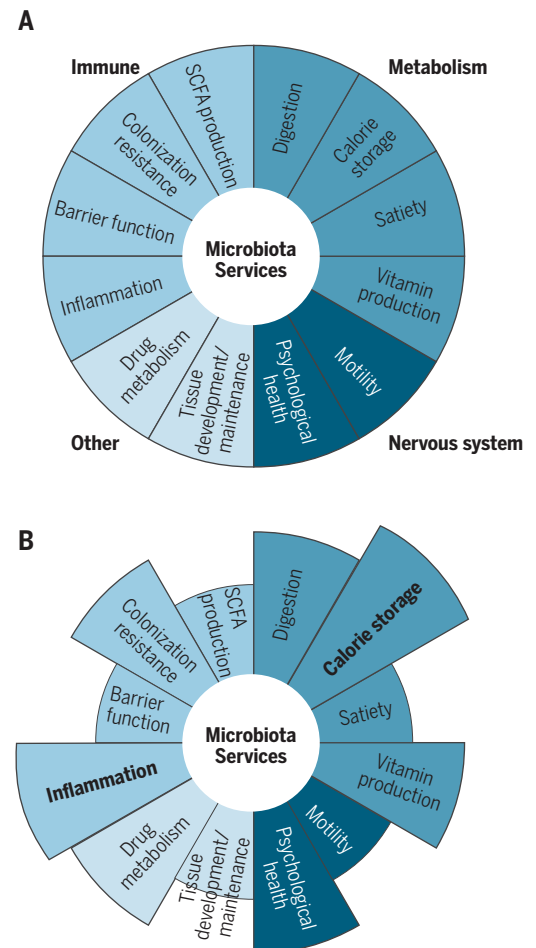 A
Immune
Metabolism
SCFA production
Digestion
Colonization
resistance
Calorie
storage
Barrier function
Satiety
Microbiota
Services
Inflammation
Vitamin
production
Drug
metabolism
Tissue
development/
maintenance
Psychological
health
Motility
Other
Nervous system
B
SCFA
production
Digestion
Calorie storage
Colonization
resistance
Barrier
function
Satiety
Microbiota
Services
Inflammation
Vitamin
production
Drug
metabolism
Tissue
development/
maintenance
Psychological
health
Motility